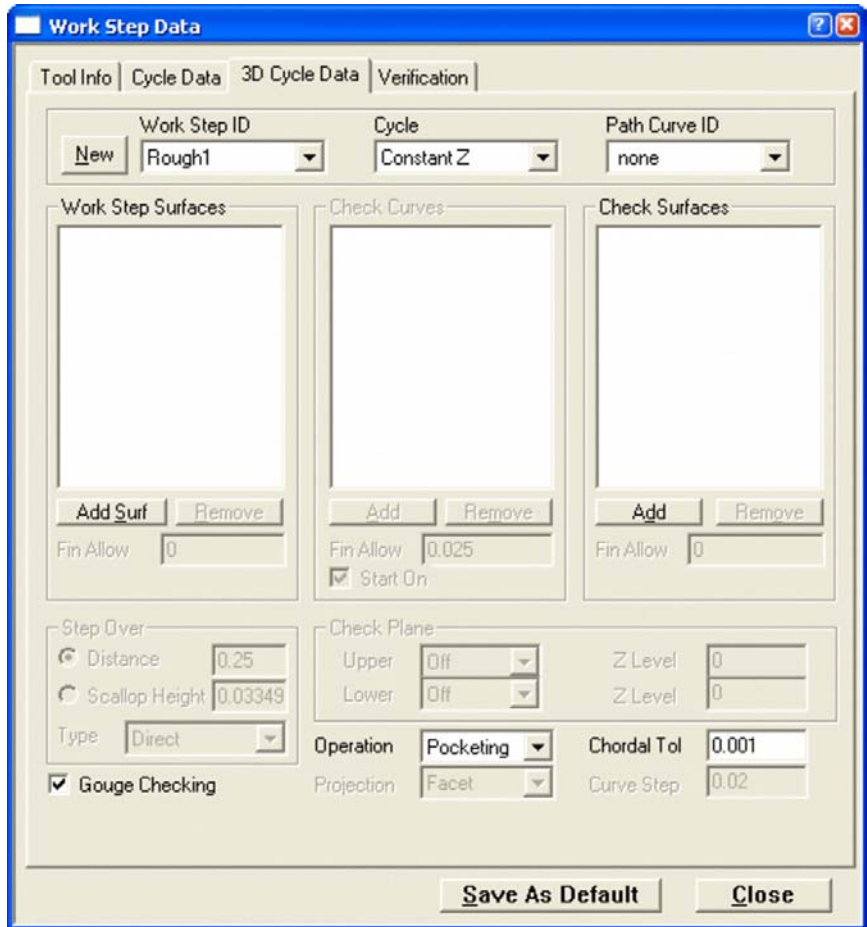 Work Step Data
Tool Info Cycle Data 3D Cycle Data Verification
Work Step ID Cycle Path Curve ID
New Rough1 Constant Z none
Work Step Surfaces Check Curves Check Surfaces
Add Surf Remove Add Remove Add Remove
Fin Allow 0 Fin Allow 0.025 Fin Allow 0
Start On
Step Over Check Plane
Distance 0.25 Upper Off Z Level 0
Scallop Height 0.03349 Lower Off Z Level 0
Type Direct
Operation Pocketing Chordal Tol 0.001
Gouge Checking Projection Facet Curve Step 0.02
Save As Default Close